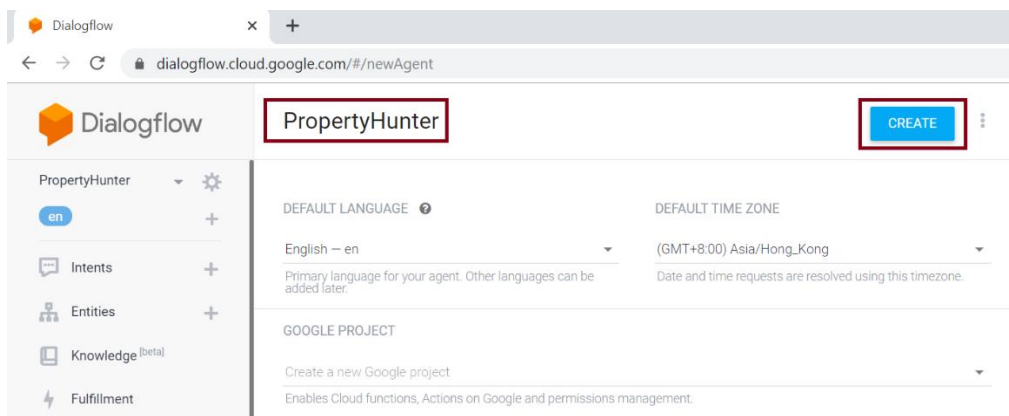 Dialogflow
dialogflow.cloud.google.com/#/newAgent
Dialogflow
PropertyHunter
CREATE
PropertyHunter
en
Intents
Entities
Knowledge [beta]
Fulfillment
DEFAULT LANGUAGE
English — en
Primary language for your agent. Other languages can be
added later.
DEFAULT TIME ZONE
(GMT+8:00) Asia/Hong_Kong
Date and time requests are resolved using this timezone.
GOOGLE PROJECT
Create a new Google project
Enables Cloud functions, Actions on Google and permissions management.